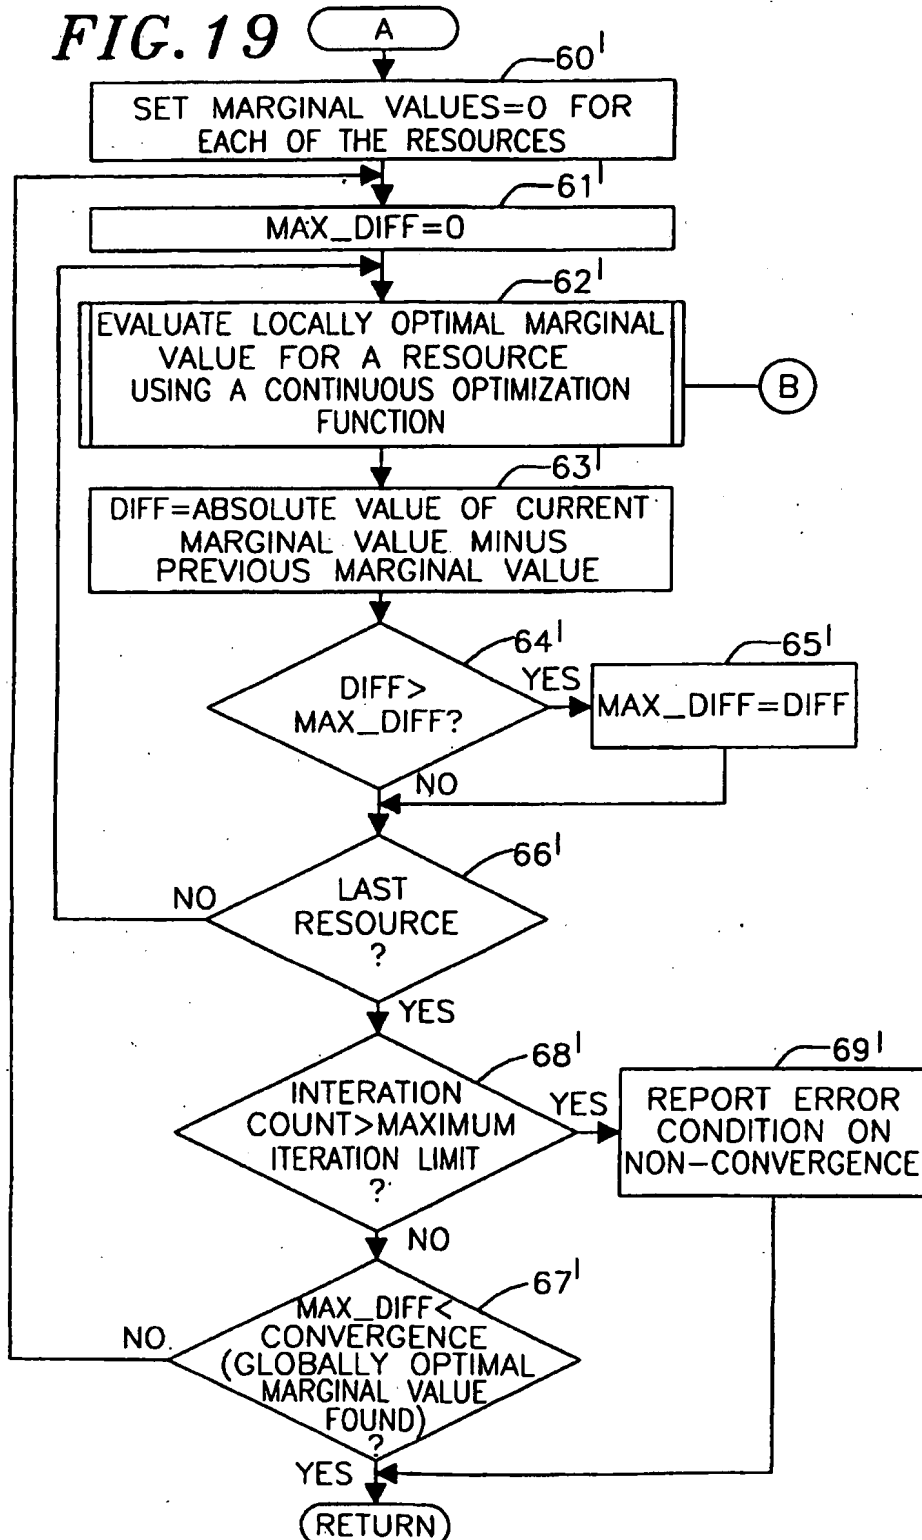 FIG. 19
A
60'
SET MARGINAL VALUES=0 FOR
EACH OF THE RESOURCES
61'
MAX_DIFF=0
62'
EVALUATE LOCALLY OPTIMAL MARGINAL
VALUE FOR A RESOURCE
USING A CONTINUOUS OPTIMIZATION
FUNCTION
B
63'
DIFF=ABSOLUTE VALUE OF CURRENT
MARGINAL VALUE MINUS
PREVIOUS MARGINAL VALUE
64'
DIFF>
MAX_DIFF?
YES
65'
MAX_DIFF=DIFF
NO
66'
LAST
RESOURCE
?
NO
YES
68'
INTERATION
COUNT>MAXIMUM
ITERATION LIMIT
?
YES
69'
REPORT ERROR
CONDITION ON
NON-CONVERGENCE
NO
67'
MAX_DIFF<
CONVERGENCE
(GLOBALLY OPTIMAL
MARGINAL VALUE
FOUND)
?
NO
YES
RETURN